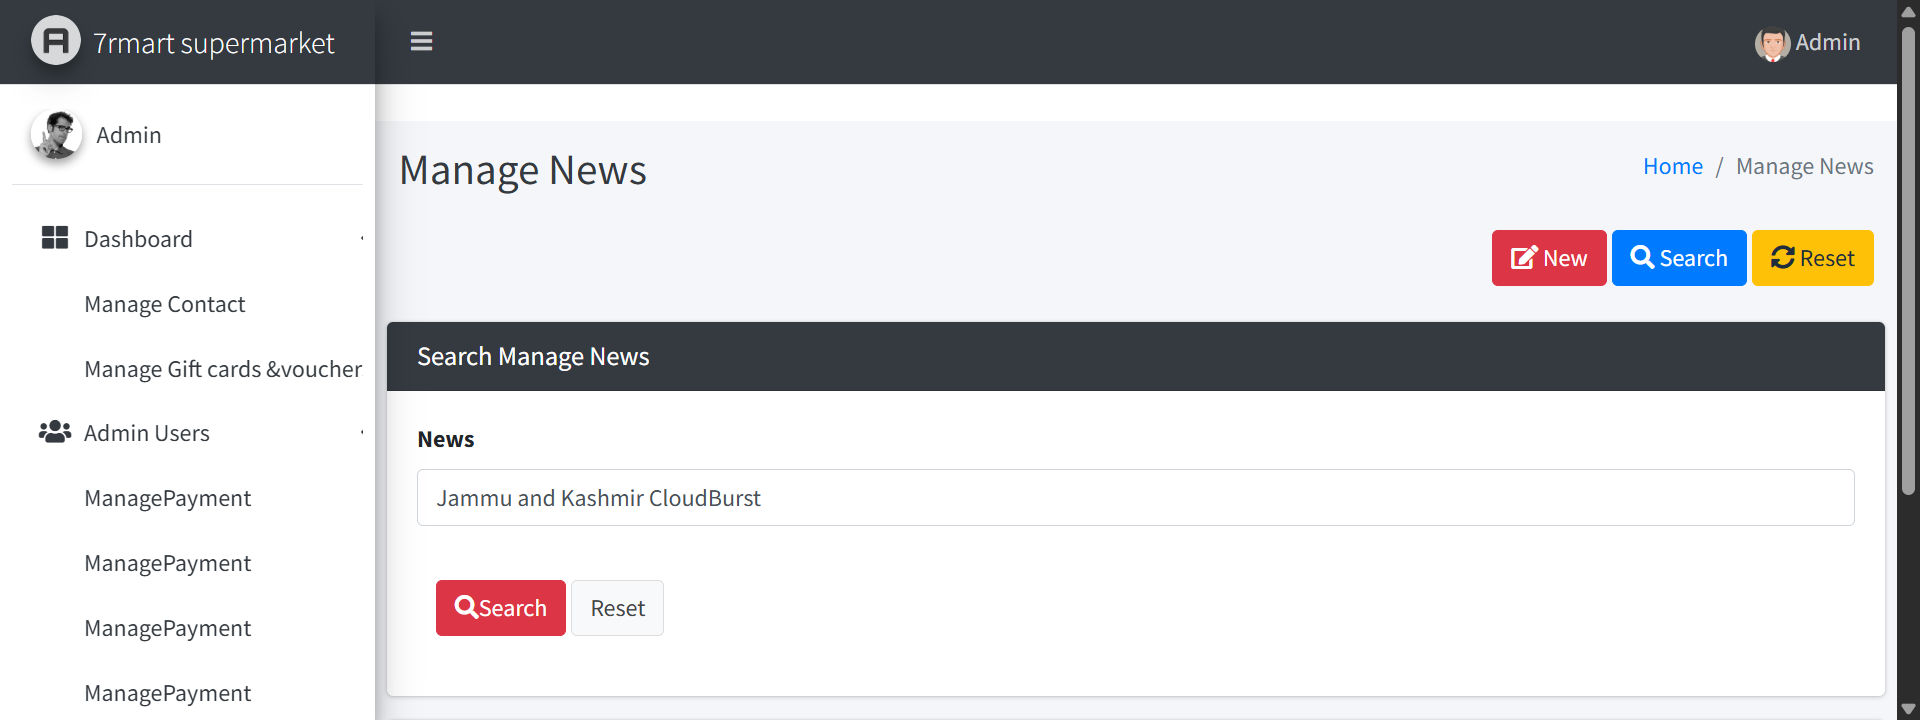 7rmart supermarket
Admin
Admin
Manage News
Home / Manage News
Dashboard
New
Search
Reset
Manage Contact
Manage Gift cards &voucher
Search Manage News
Admin Users
News
ManagePayment
Jammu and Kashmir CloudBurst
ManagePayment
Search
Reset
ManagePayment
ManagePayment